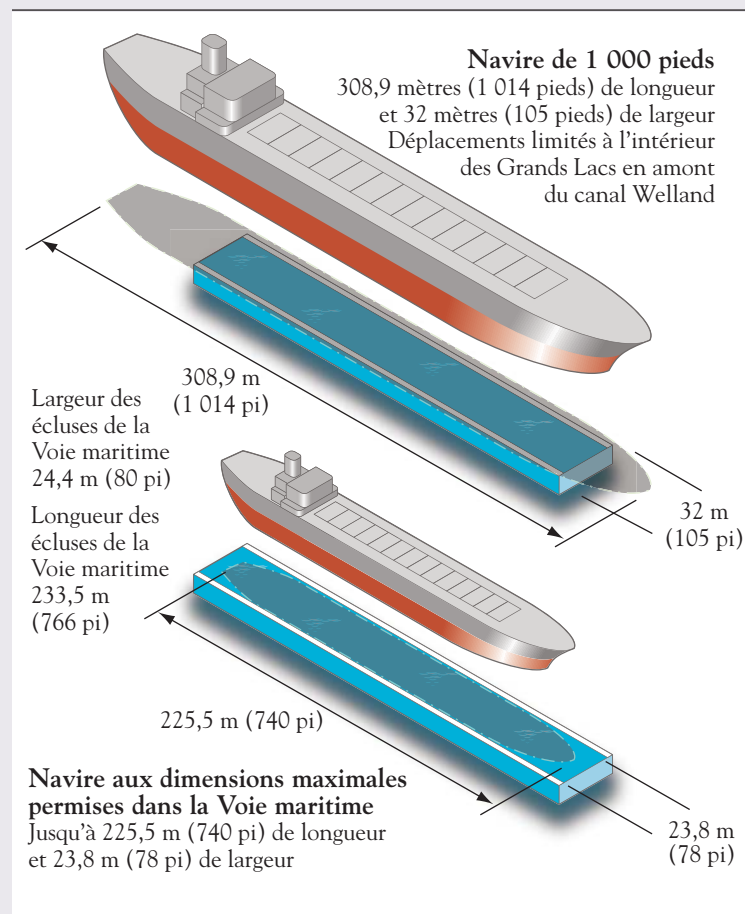 Navire de 1 000 pieds
308,9 mètres (1 014 pieds) de longueur
et 32 mètres (105 pieds) de largeur
Déplacements limités à l’intérieur
des Grands Lacs en amont
du canal Welland
308,9 m
(1 014 pi)
Largeur des
écluses de la
Voie maritime
24,4 m (80 pi)
Longueur des
écluses de la
Voie maritime
233,5 m
(766 pi)
32 m
(105 pi)
225,5 m (740 pi)
Navire aux dimensions maximales
permises dans la Voie maritime
Jusqu’à 225,5 m (740 pi) de longueur
et 23,8 m (78 pi) de largeur
23,8 m
(78 pi)